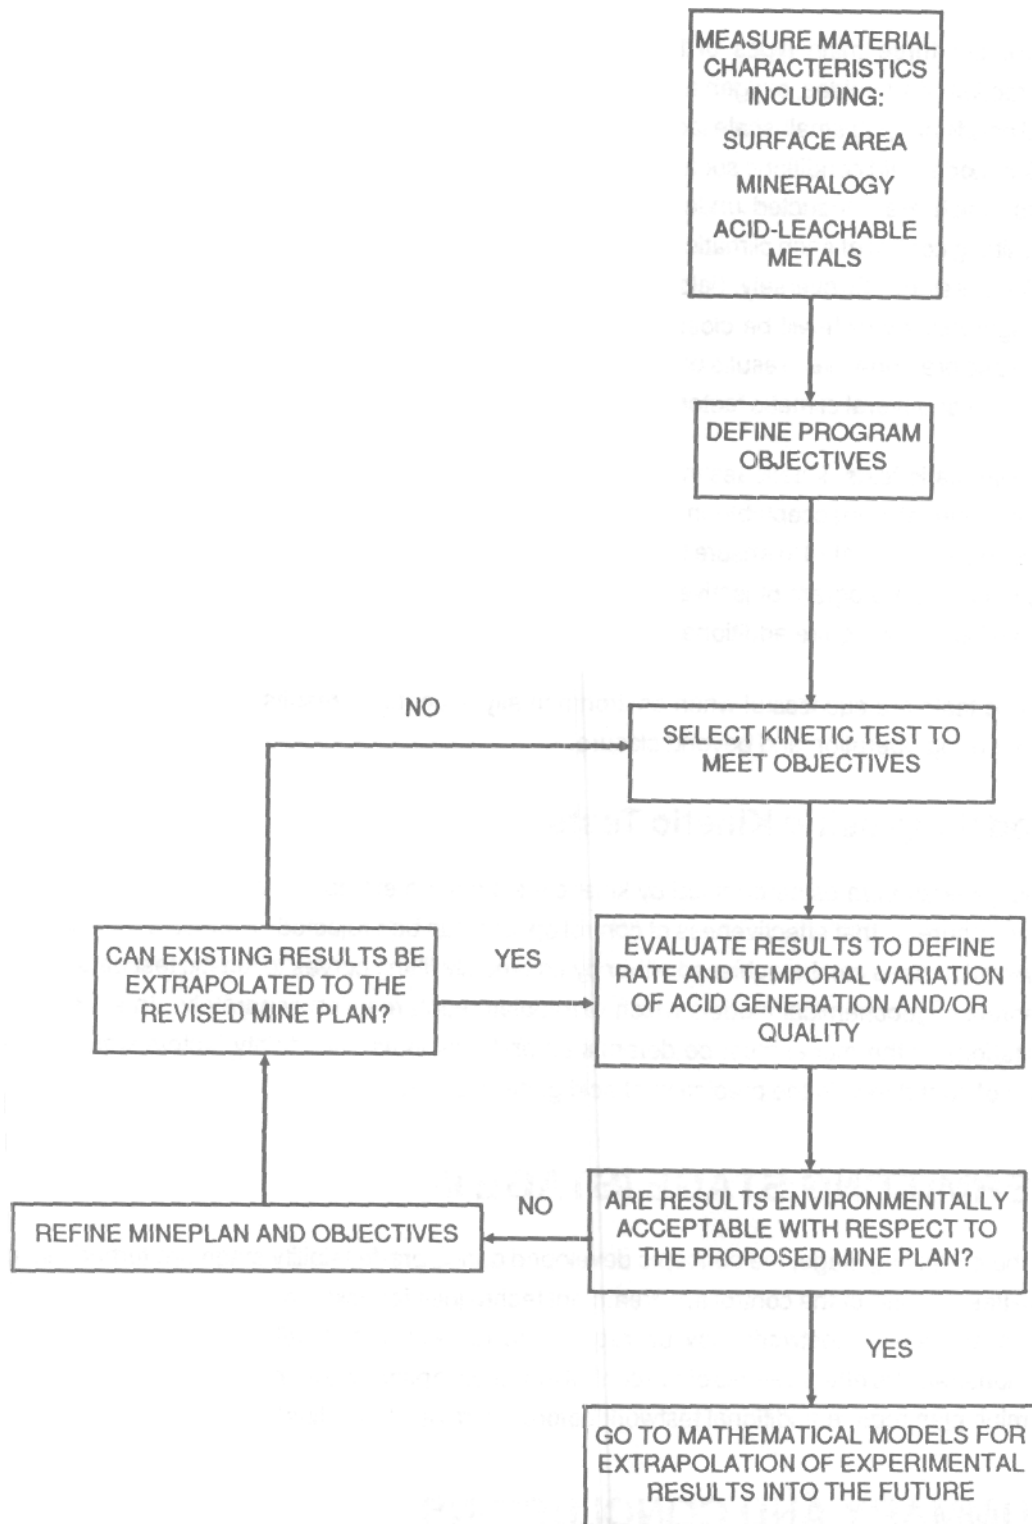 MEASURE MATERIAL
CHARACTERISTICS
INCLUDING:
SURFACE AREA
MINERALOGY
ACID-LEACHABLE
METALS
DEFINE PROGRAM
OBJECTIVES
NO
SELECT KINETIC TEST TO
MEET OBJECTIVES
CAN EXISTING RESULTS BE
EXTRAPOLATED TO THE
REVISED MINE PLAN?
YES
EVALUATE RESULTS TO DEFINE
RATE AND TEMPORAL VARIATION
OF ACID GENERATION AND/OR
QUALITY
REFINE MINEPLAN AND OBJECTIVES
NO
ARE RESULTS ENVIRONMENTALLY
ACCEPTABLE WITH RESPECT TO
THE PROPOSED MINE PLAN?
YES
GO TO MATHEMATICAL MODELS FOR
EXTRAPOLATION OF EXPERIMENTAL
RESULTS INTO THE FUTURE